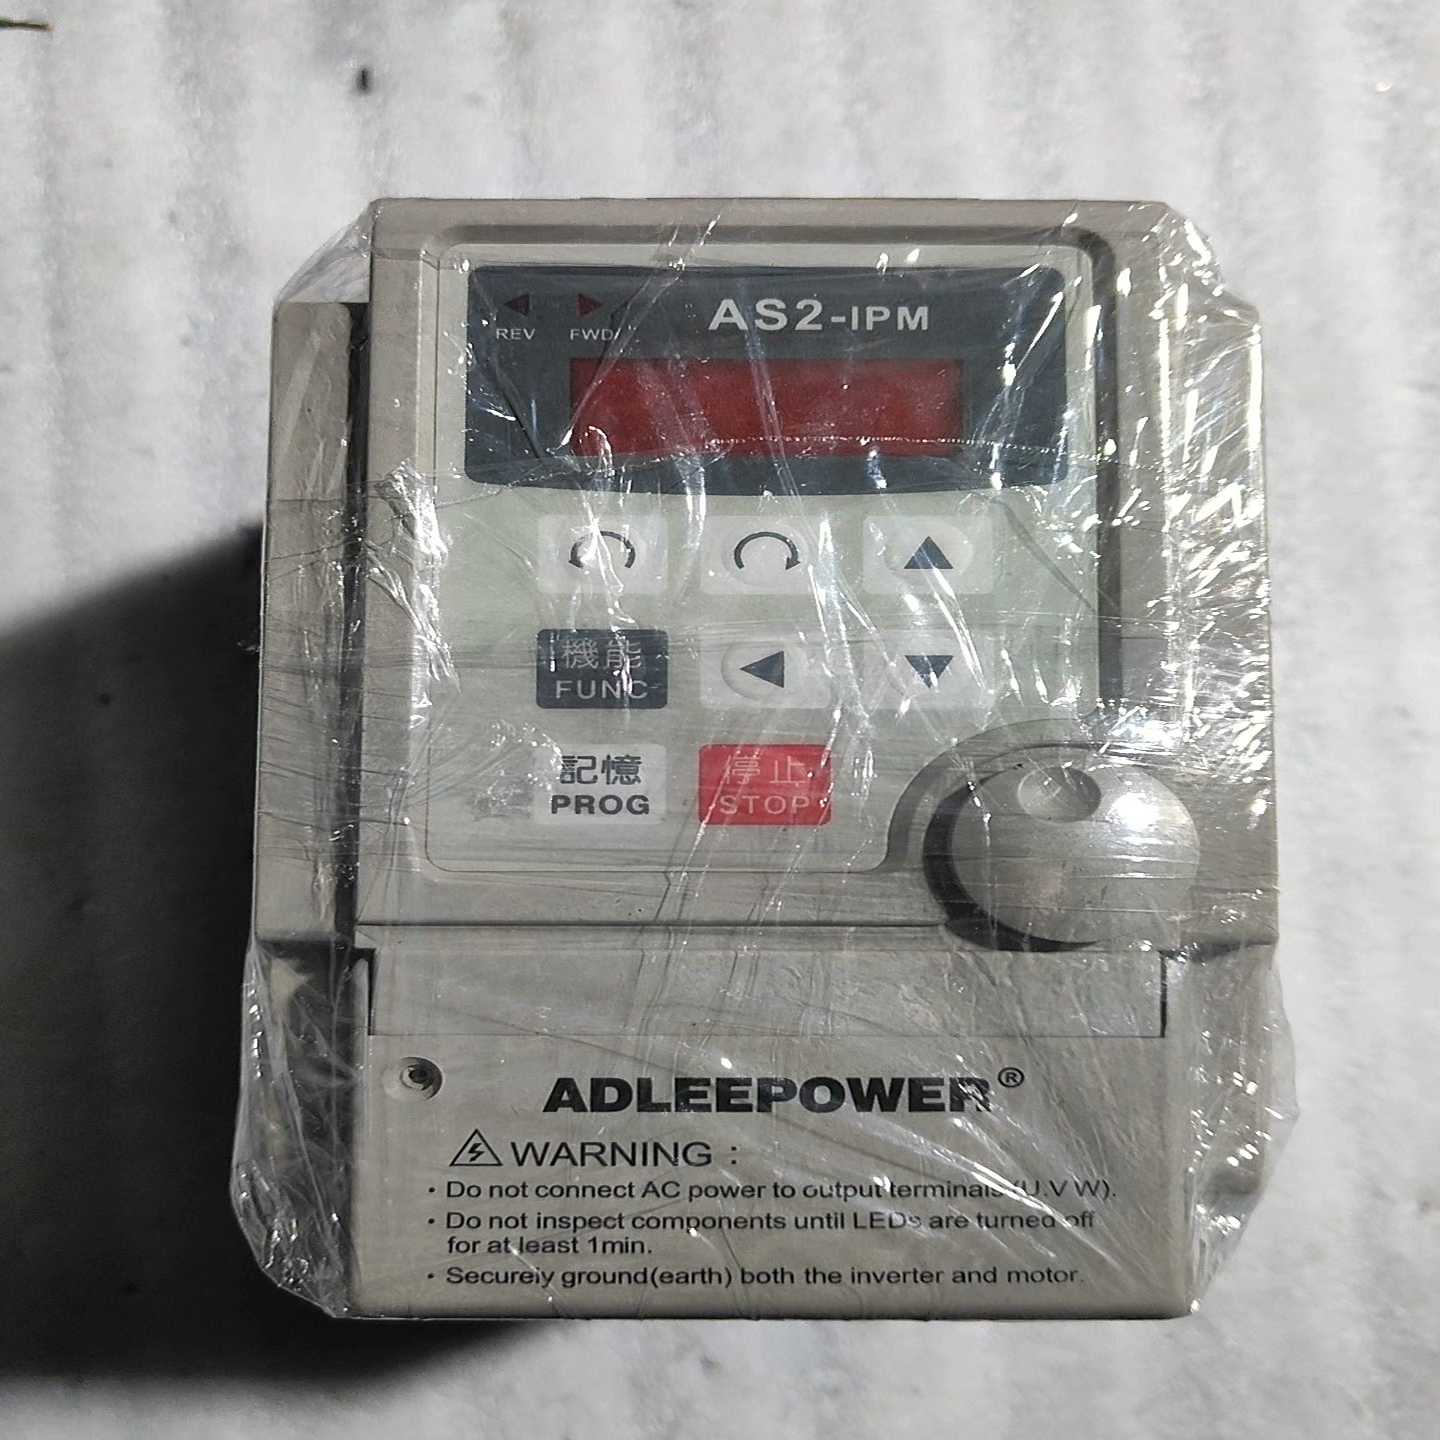 AS2-IPM
REV FWD
機能
FUNC
記憶
PROG
停止
STOP
ADLEEPOWER®
WARNING :
• Do not connect AC power to output terminals (U.V W).
• Do not inspect components until LEDs are turned off
for at least 1min.
• Securely ground(earth) both the inverter and motor.